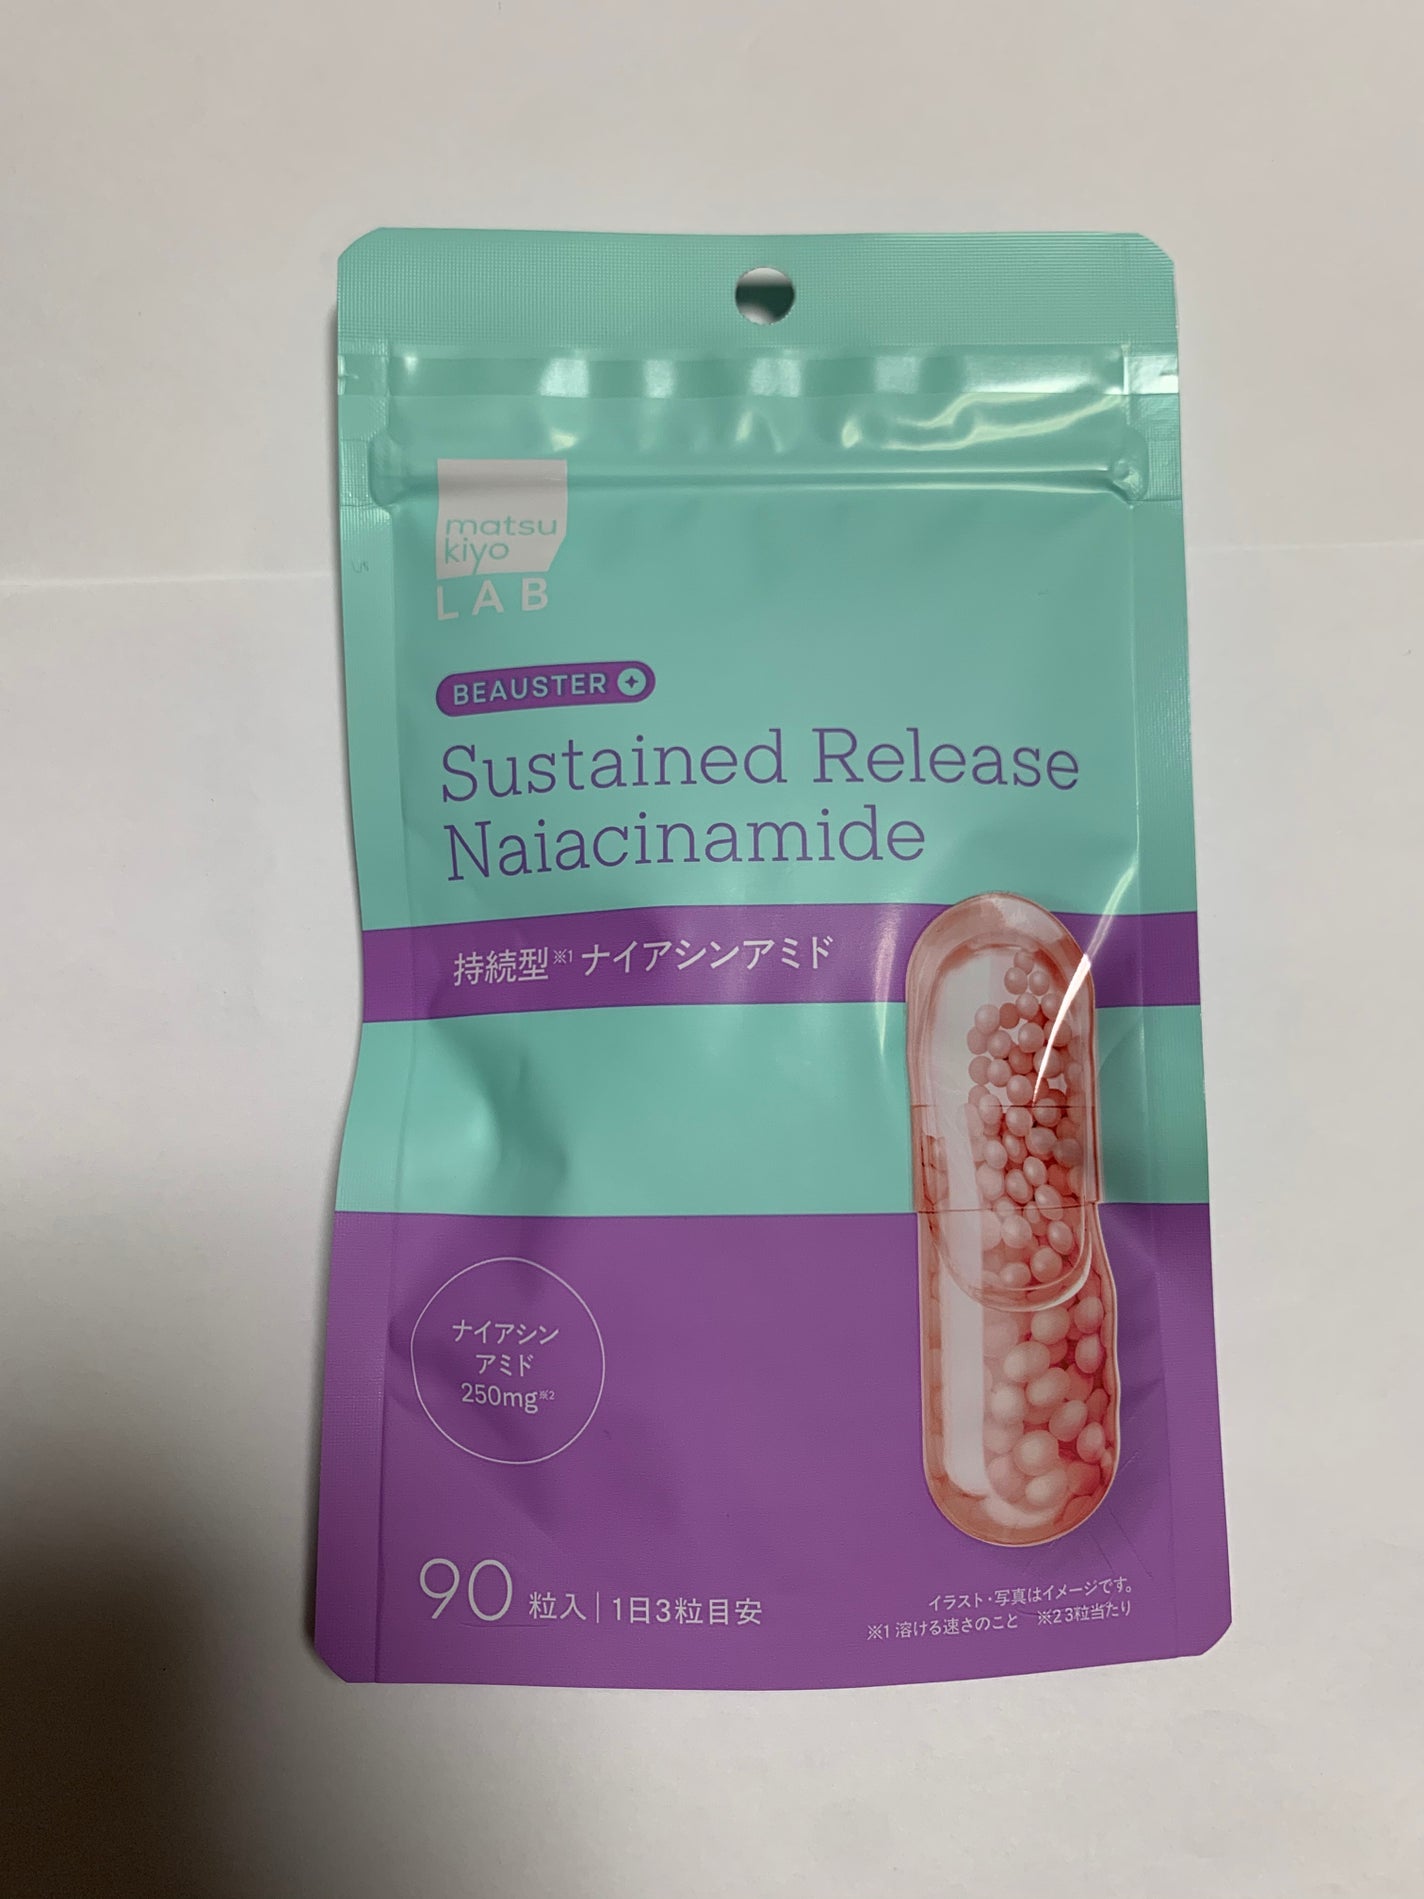 matsu
kiyo
LAB
BEAUSTER
Sustained Release
Naiacinamide
持続型※1 ナイアシンアミド
ナイアシン
アミド
250mg※2
90粒入|1日3粒目安
イラスト・写真はイメージです。
※1 溶ける速さのこと ※2 3粒当たり